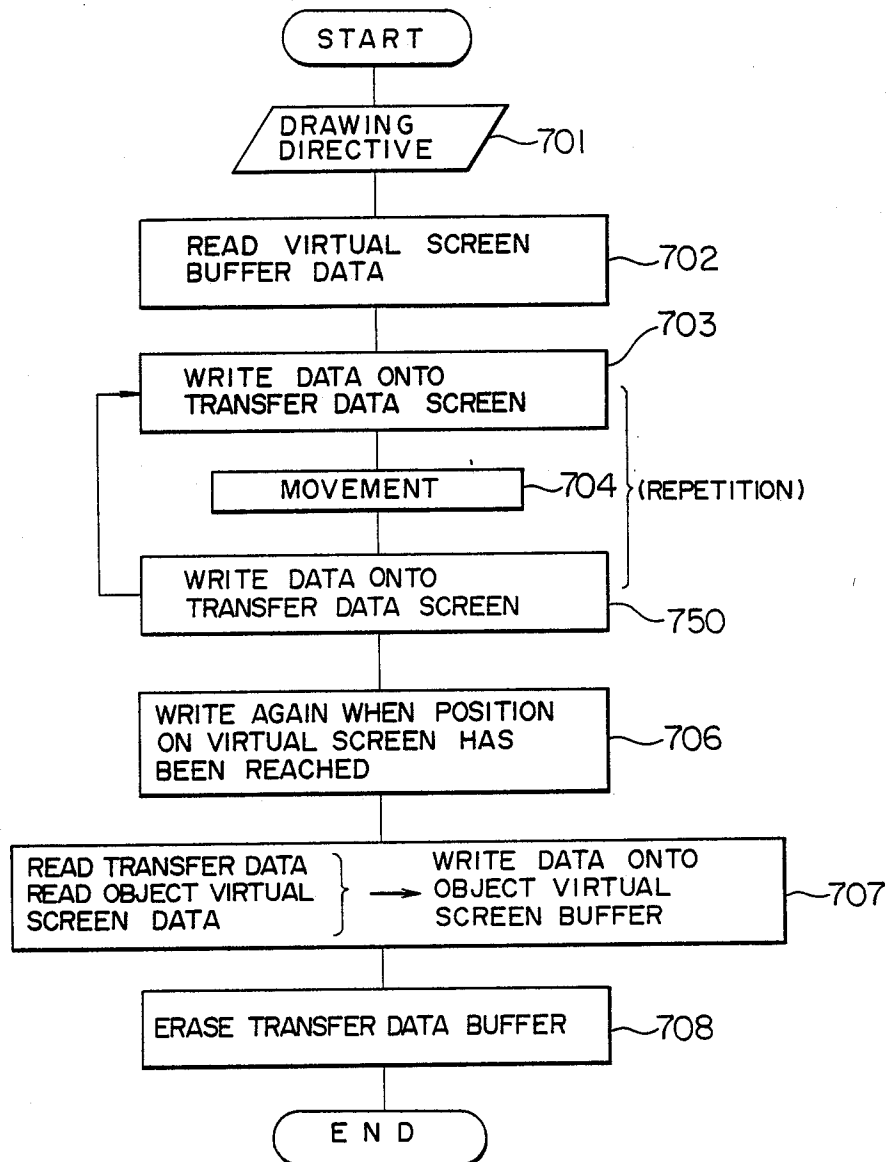 START
DRAWING
DIRECTIVE
701
READ VIRTUAL SCREEN
BUFFER DATA
702
703
WRITE DATA ONTO
TRANSFER DATA SCREEN
MOVEMENT
704
(REPETITION)
WRITE DATA ONTO
TRANSFER DATA SCREEN
750
WRITE AGAIN WHEN POSITION
ON VIRTUAL SCREEN HAS
BEEN REACHED
706
READ TRANSFER DATA
READ OBJECT VIRTUAL
SCREEN DATA
WRITE DATA ONTO
OBJECT VIRTUAL
SCREEN BUFFER
707
ERASE TRANSFER DATA BUFFER
708
END